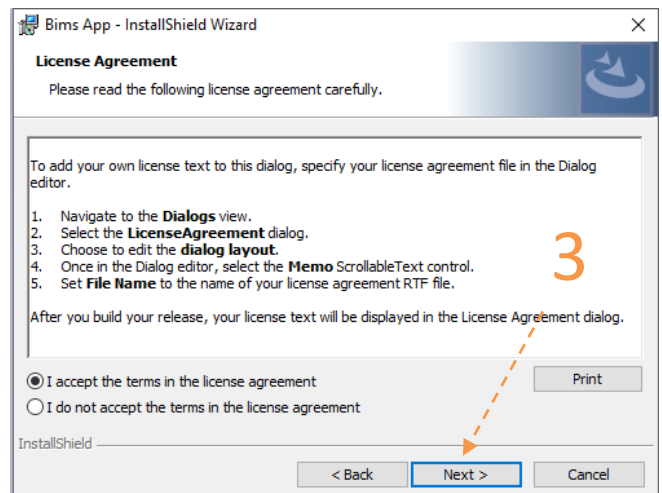 Bims App - InstallShield Wizard
License Agreement
Please read the following license agreement carefully.
To add your own license text to this dialog, specify your license agreement file in the Dialog
editor.
1. Navigate to the Dialogs view.
2. Select the LicenseAgreement dialog.
3. Choose to edit the dialog layout.
4. Once in the Dialog editor, select the Memo ScrollableText control.
5. Set File Name to the name of your license agreement RTF file.
3
After you build your release, your license text will be displayed in the License Agreement dialog.
I accept the terms in the license agreement
Print
I do not accept the terms in the license agreement
InstallShield
< Back
Next >
Cancel